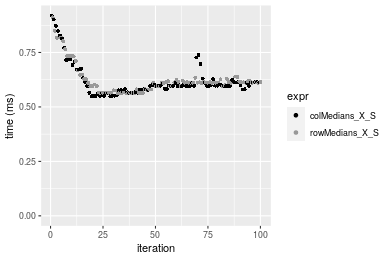 time (ms)
0.75
0.50
0.25
0.00
0 25 50 75 100
iteration
expr
colMedians_X_S
rowMedians_X_S